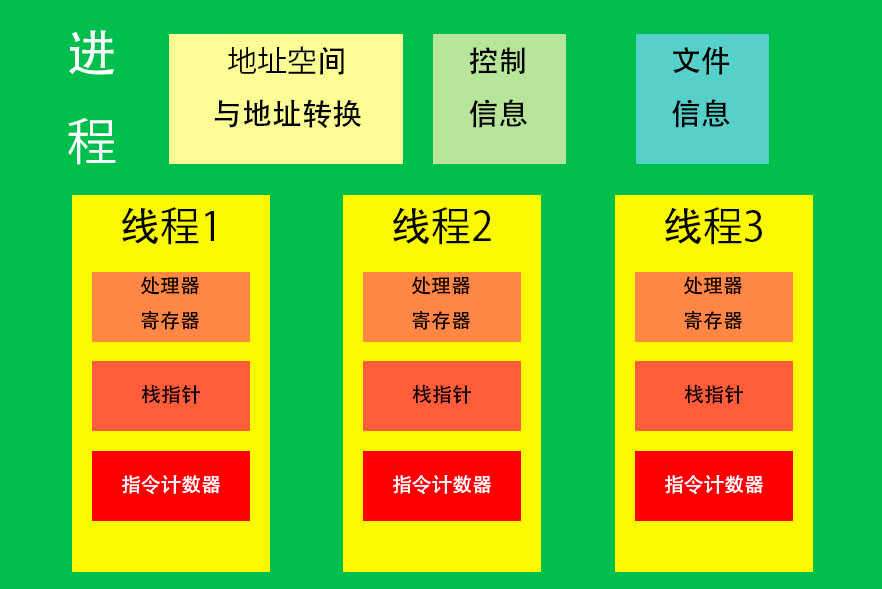 进
程
地址空间
与地址转换
控制
信息
文件
信息
线程1
处理器
寄存器
栈指针
指令计数器
线程2
处理器
寄存器
栈指针
指令计数器
线程3
处理器
寄存器
栈指针
指令计数器